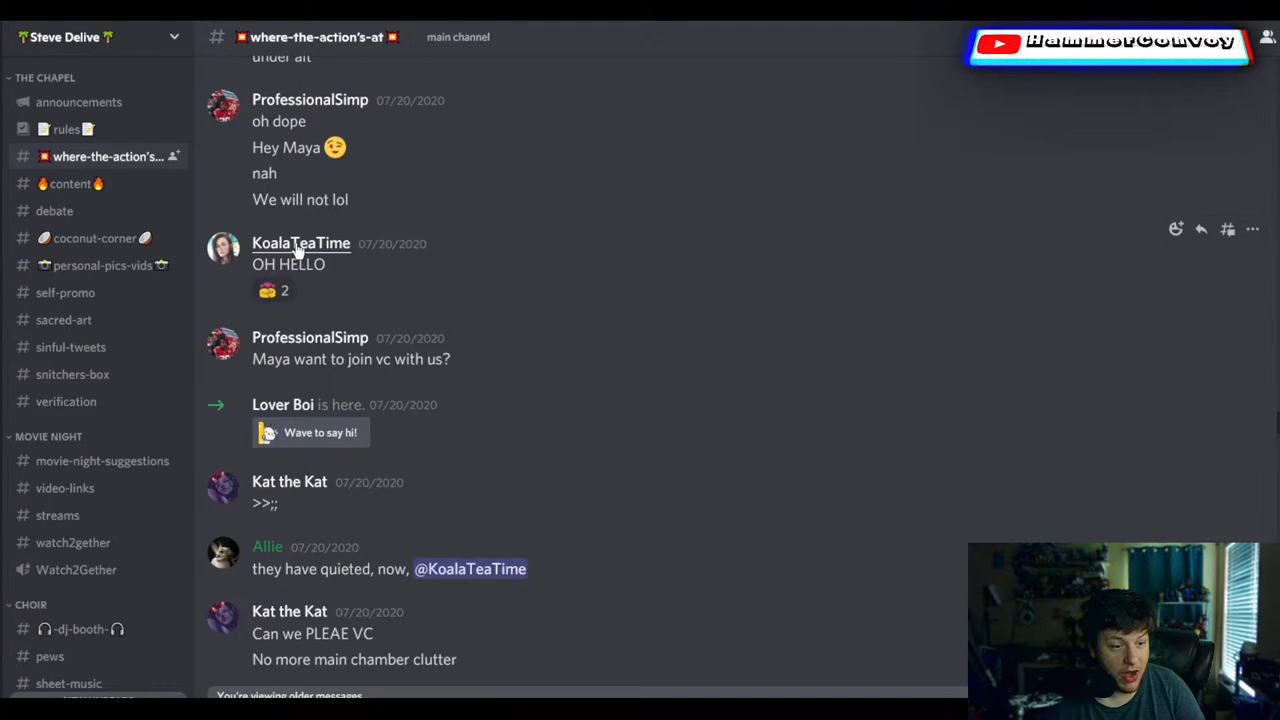 🌴Steve Delive🌴
💥where-the-action's-at💥
main channel
HammerConvoy
THE CHAPEL
announcements
📝rules📝
💥where-the-action's...
🔥content🔥
debate
🥥coconut-corner🥥
📸personal-pics-vids📸
self-promo
sacred-art
sinful-tweets
snitchers-box
verification
MOVIE NIGHT
movie-night-suggestions
video-links
streams
watch2gether
Watch2Gether
CHOIR
🎧-dj-booth-🎧
pews
sheet-music
under alt
ProfessionalSimp 07/20/2020
oh dope
Hey Maya 😉
nah
We will not lol
KoalaTeaTime 07/20/2020
OH HELLO
2
ProfessionalSimp 07/20/2020
Maya want to join vc with us?
Lover Boi is here. 07/20/2020
Wave to say hi!
Kat the Kat 07/20/2020
>>;;
Allie 07/20/2020
they have quieted, now, @KoalaTeaTime
Kat the Kat 07/20/2020
Can we PLEAE VC
No more main chamber clutter
You're viewing older messages